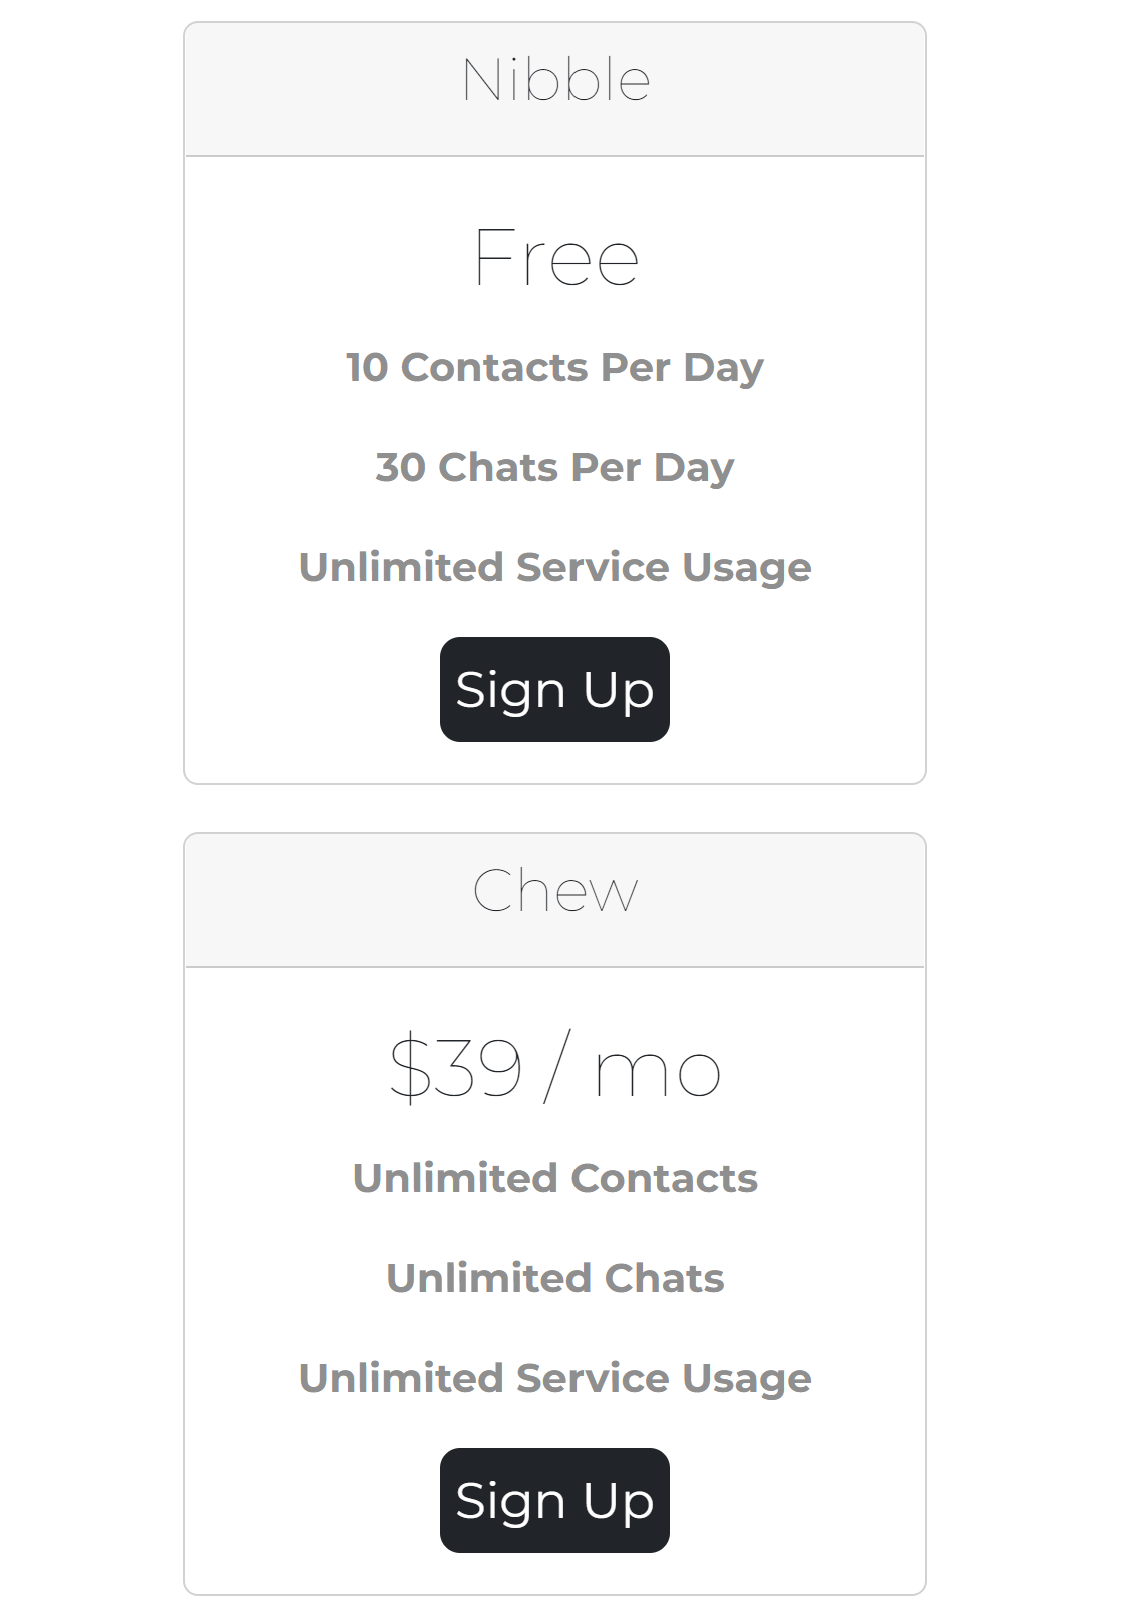 Nibble
Free
10 Contacts Per Day
30 Chats Per Day
Unlimited Service Usage
Sign Up
Chew
$39 / mo
Unlimited Contacts
Unlimited Chats
Unlimited Service Usage
Sign Up